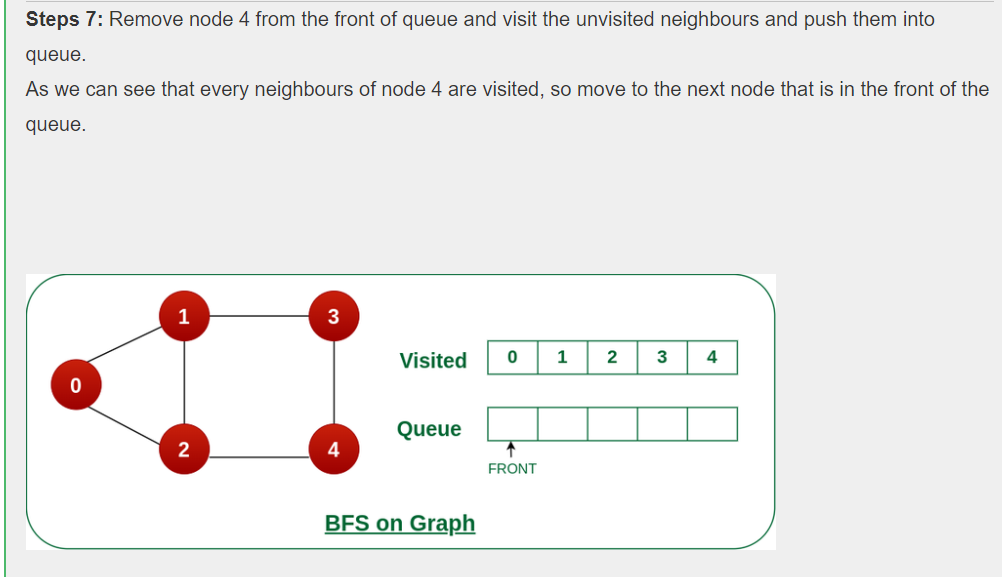 Steps 7: Remove node 4 from the front of queue and visit the unvisited neighbours and push them into
queue.
As we can see that every neighbours of node 4 are visited, so move to the next node that is in the front of the
queue.
1 3
Visited 0 1 2 3 4
0
Queue
2 4
FRONT
BFS on Graph